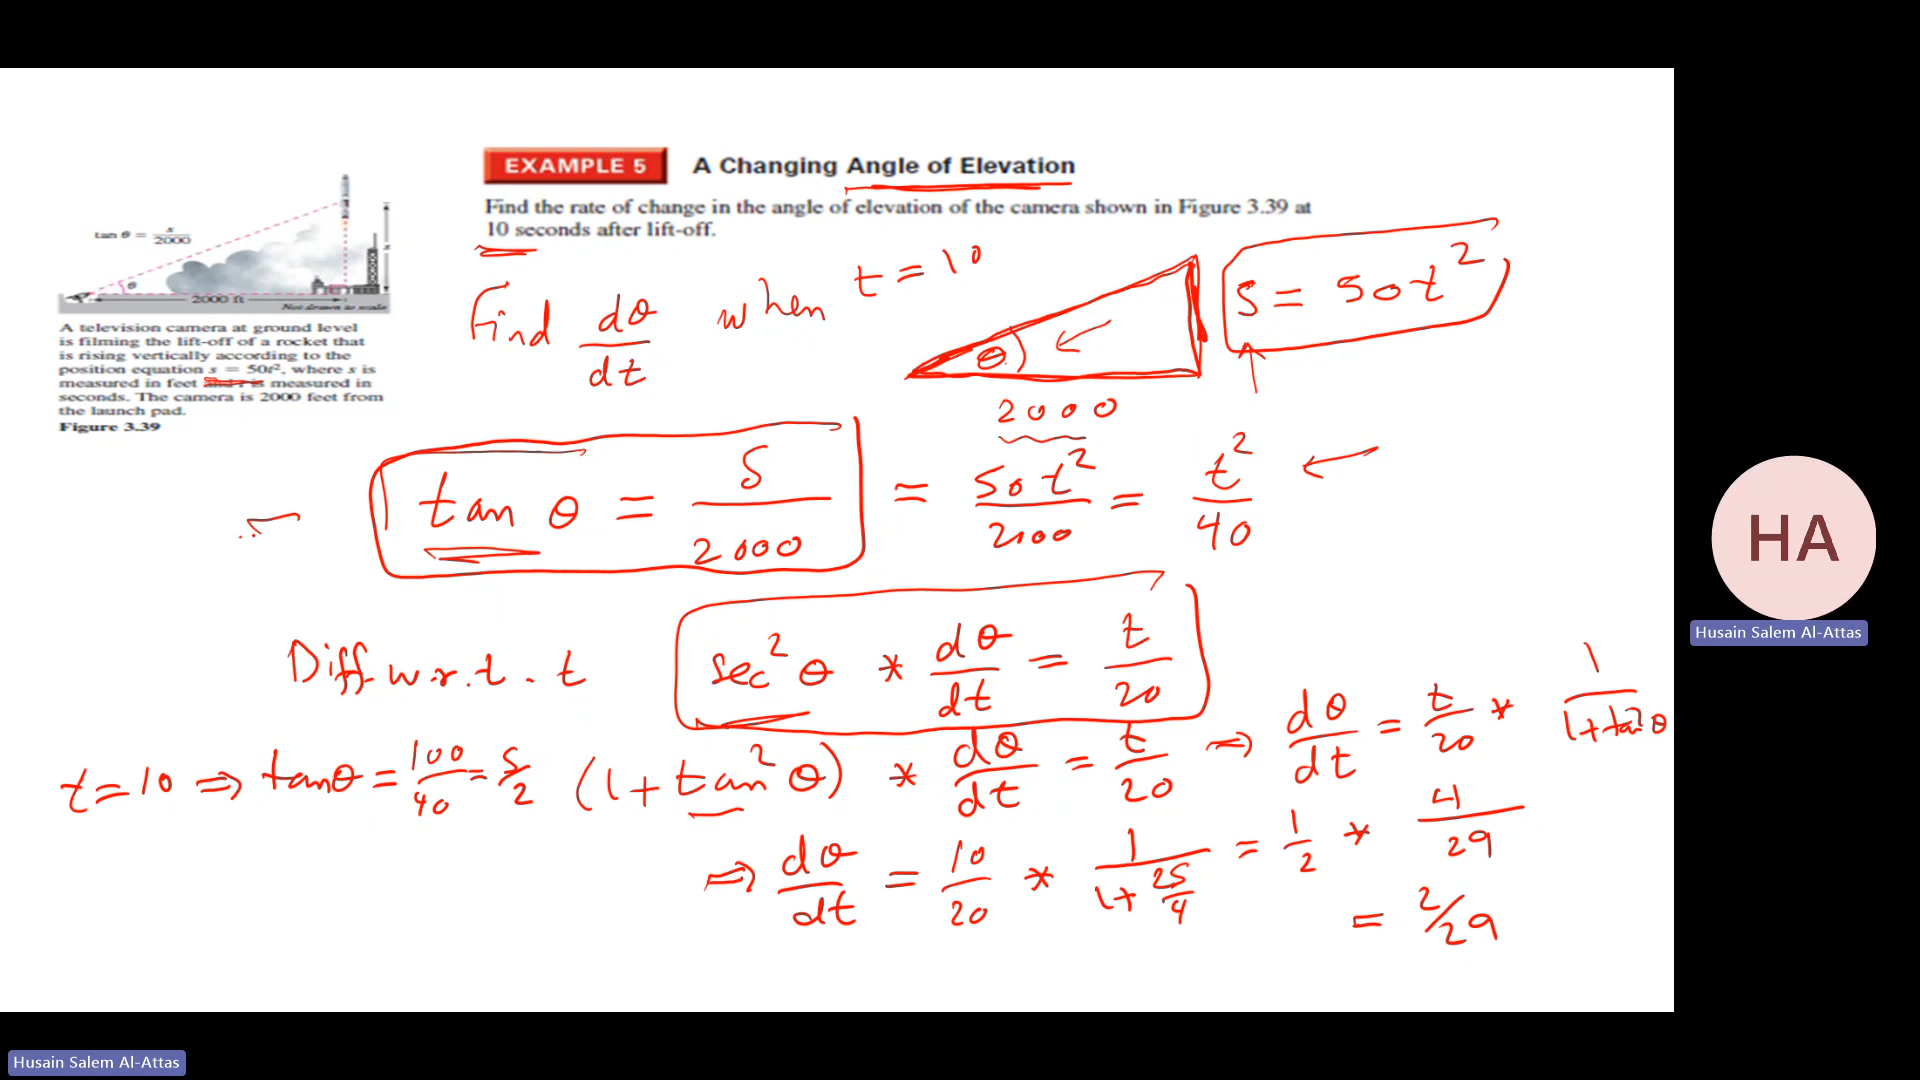 EXAMPLE 5 A Changing Angle of Elevation
Find the rate of change in the angle of elevation of the camera shown in Figure 3.39 at
10 seconds after lift-off.
tan θ = s/2000
θ
s
2000 ft
Not drawn to scale
A television camera at ground level
is filming the lift-off of a rocket that
is rising vertically according to the
position equation s = 50t², where s is
measured in feet and t is measured in
seconds. The camera is 2000 feet from
the launch pad.
Figure 3.39
Find dθ/dt when t = 10
θ
2000
S = 50t²
tan θ = S/2000 = 50t²/2000 = t²/40
Diff w.r.t. t sec² θ * dθ/dt = t/20
t = 10 ⇒ tanθ = 100/40 = 5/2 (1 + tan² θ) * dθ/dt = t/20 ⇒ dθ/dt = t/20 * 1/(1+tan²θ)
⇒ dθ/dt = 10/20 * 1/(1+25/4) = 1/2 * 4/29
= 2/29
HA
Husain Salem Al-Attas
Husain Salem Al-Attas